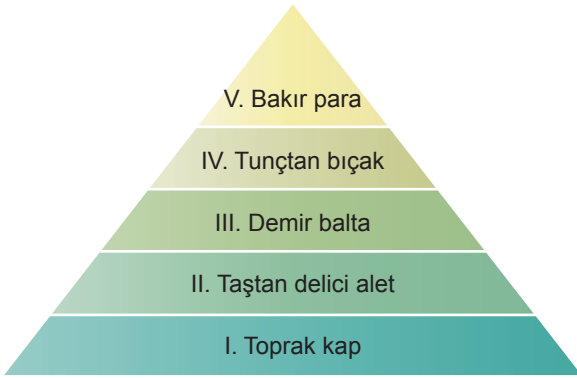 V. Bakır para
IV. Tunçtan bıçak
III. Demir balta
II. Taştan delici alet
I. Toprak kap